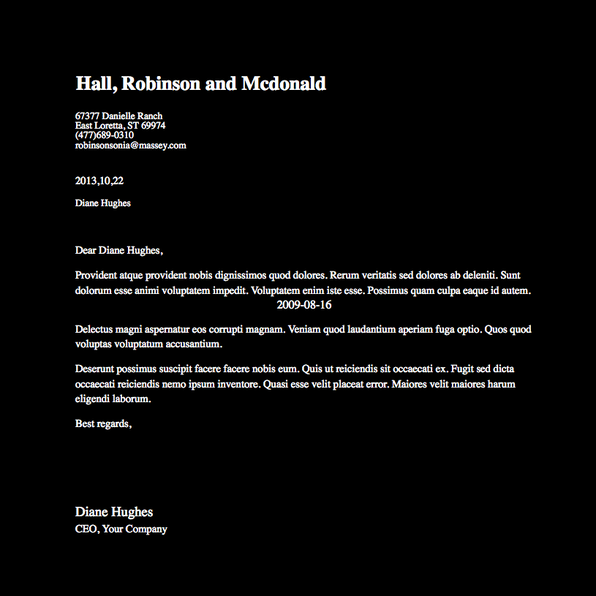 Hall, Robinson and Mcdonald
67377 Danielle Ranch
East Loretta, ST 69974
(477)689-0310
robinsonsonia@massey.com
2013,10,22
Diane Hughes
Dear Diane Hughes,
Provident atque provident nobis dignissimos quod dolores. Rerum veritatis sed dolores ab deleniti. Sunt
dolorum esse animi voluptatem impedit. Voluptatem enim iste esse. Possimus quam culpa eaque id autem.
2009-08-16
Delectus magni aspernatur eos corrupti magnam. Veniam quod laudantium aperiam fuga optio. Quos quod
voluptas voluptatum accusantium.
Deserunt possimus suscipit facere facere nobis eum. Quis ut reiciendis sit occaecati ex. Fugit sed dicta
occaecati reiciendis nemo ipsum inventore. Quasi esse velit placeat error. Maiores velit maiores harum
eligendi laborum.
Best regards,
Diane Hughes
CEO, Your Company